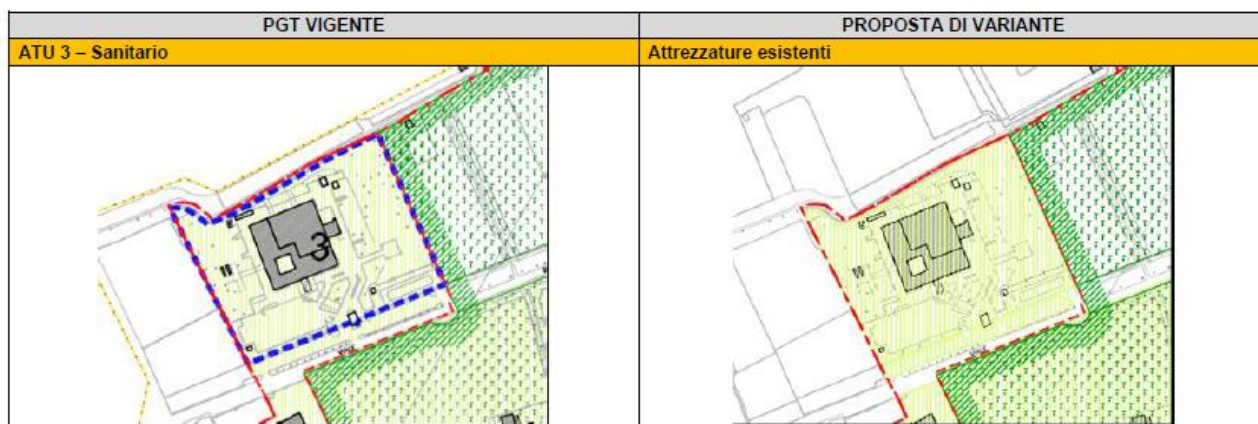 PGT VIGENTE
PROPOSTA DI VARIANTE
ATU 3 – Sanitario
Attrezzature esistenti
3